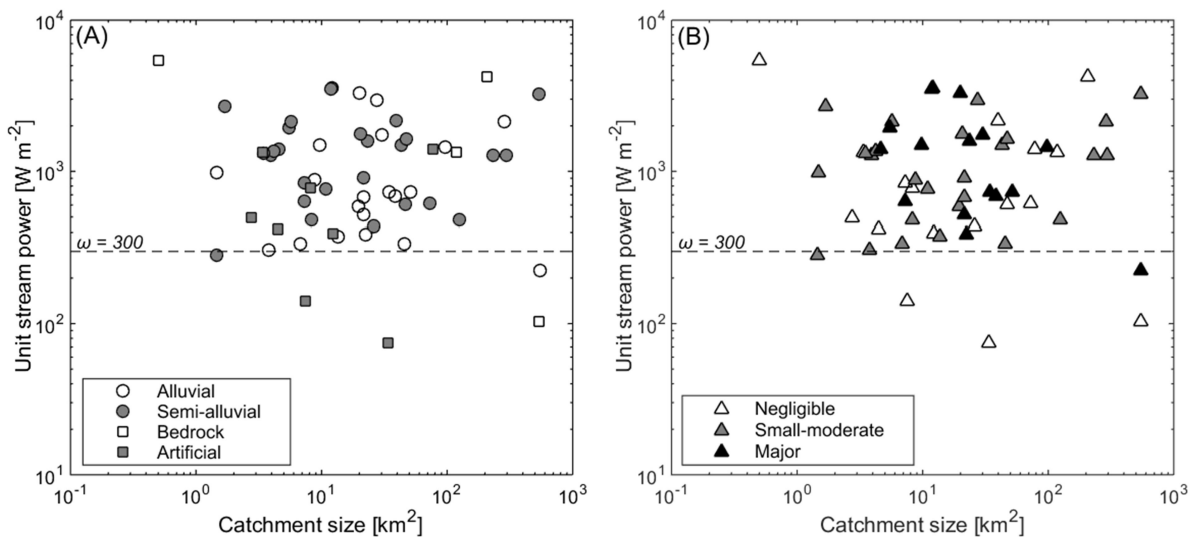 (A)
Unit stream power [W m-2]
10^4
10^3
10^2
10^1
ω = 300
Alluvial
Semi-alluvial
Bedrock
Artificial
10^-1
10^0
10^1
10^2
10^3
Catchment size [km^2]
(B)
Unit stream power [W m-2]
10^4
10^3
10^2
10^1
ω = 300
Negligible
Small-moderate
Major
10^-1
10^0
10^1
10^2
10^3
Catchment size [km^2]